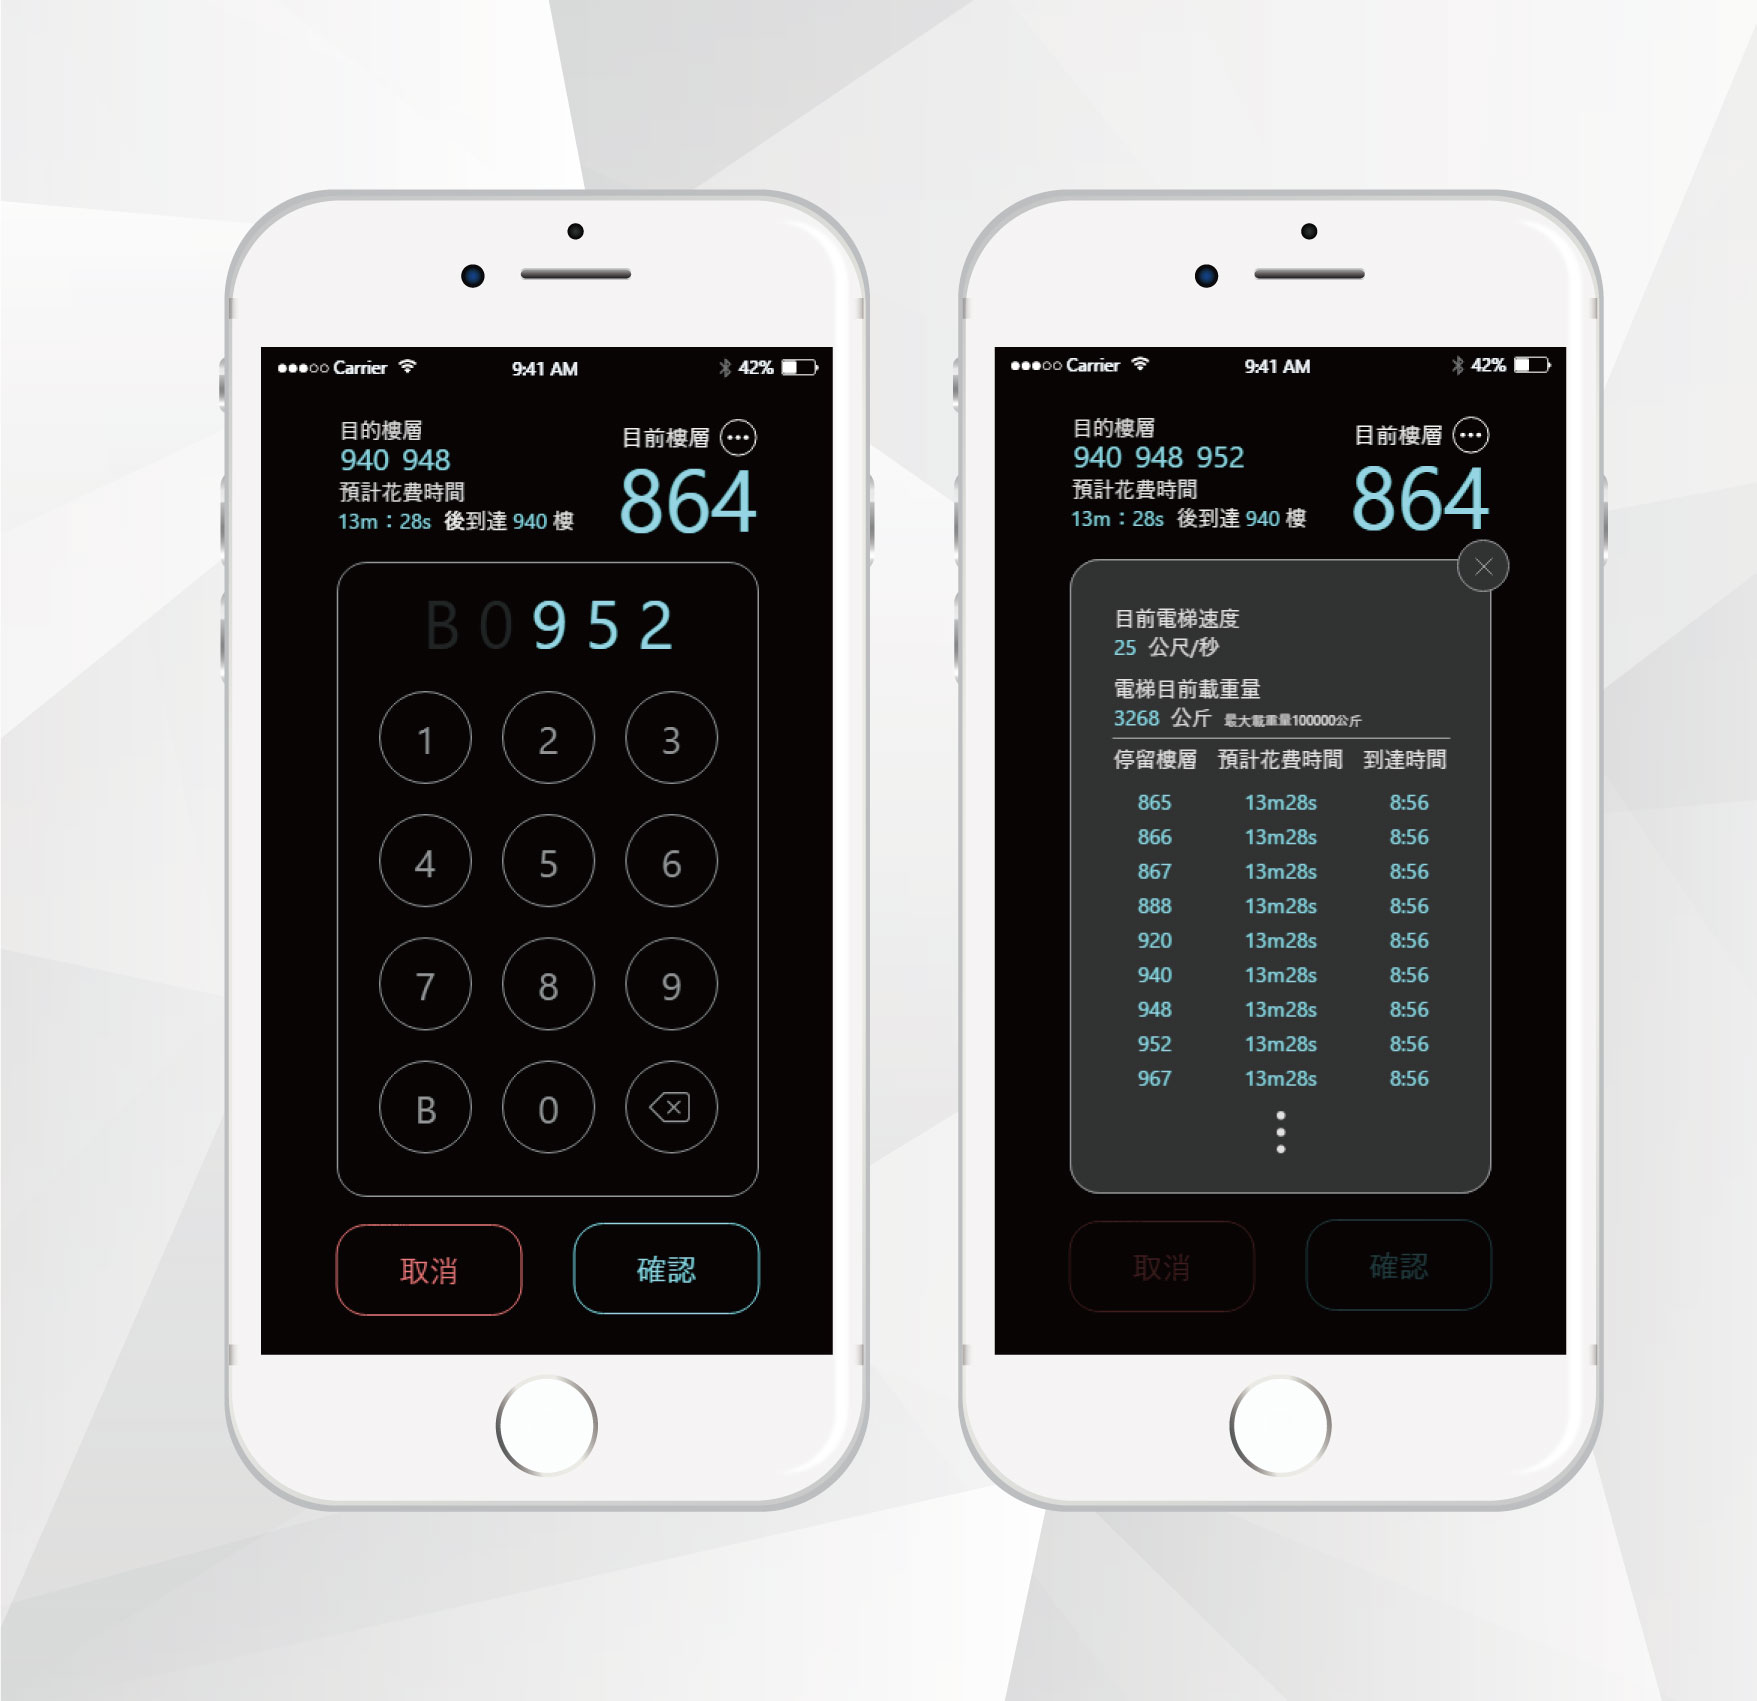 Carrier 9:41 AM 42%
目的樓層
目前樓層
940 948
864
預計花費時間
13m：28s 後到達 940 樓
B0952
1 2 3
4 5 6
7 8 9
B 0
取消 確認
Carrier 9:41 AM 42%
目的樓層
目前樓層
940 948 952
864
預計花費時間
13m：28s 後到達 940 樓
目前電梯速度
25 公尺/秒
電梯目前載重量
3268 公斤 最大載重量100000公斤
停留樓層 預計花費時間 到達時間
865 13m28s 8:56
866 13m28s 8:56
867 13m28s 8:56
888 13m28s 8:56
920 13m28s 8:56
940 13m28s 8:56
948 13m28s 8:56
952 13m28s 8:56
967 13m28s 8:56
取消 確認